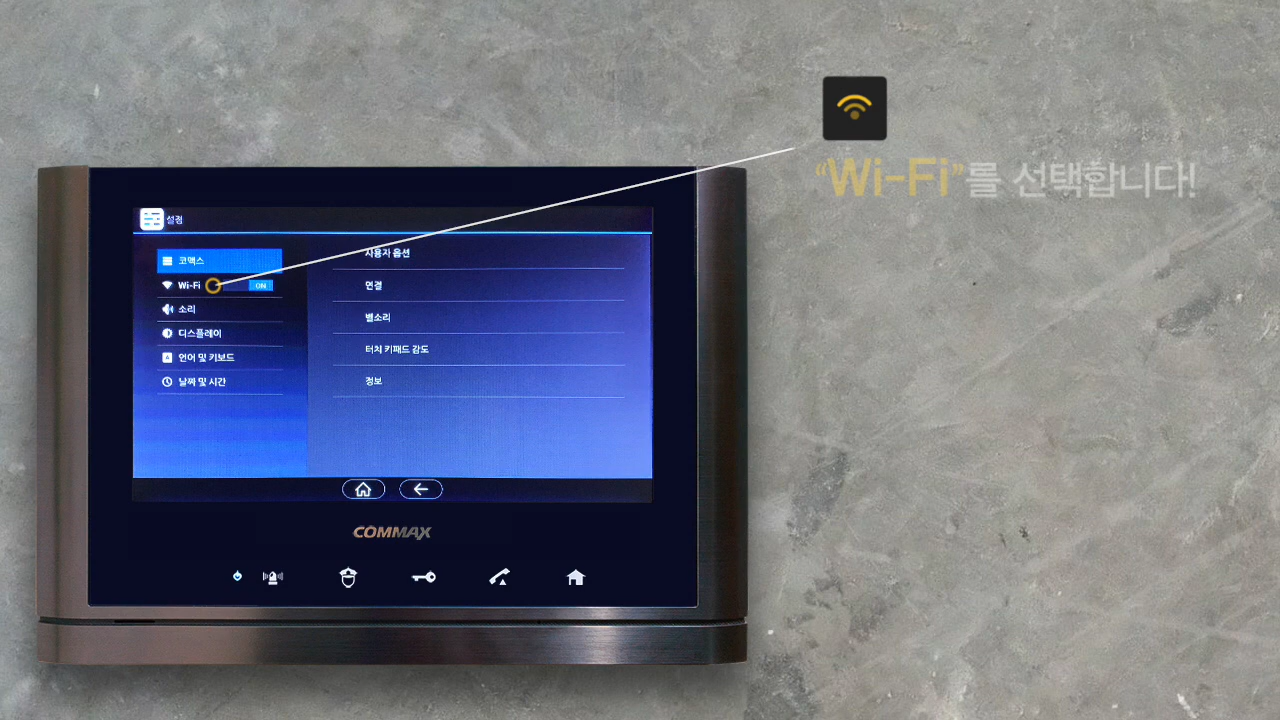 "Wi-Fi"를 선택합니다!
설정
코맥스
Wi-Fi ON
소리
디스플레이
언어 및 키보드
날짜 및 시간
사용자 옵션
연결
벨소리
터치 키패드 감도
정보
COMMAX